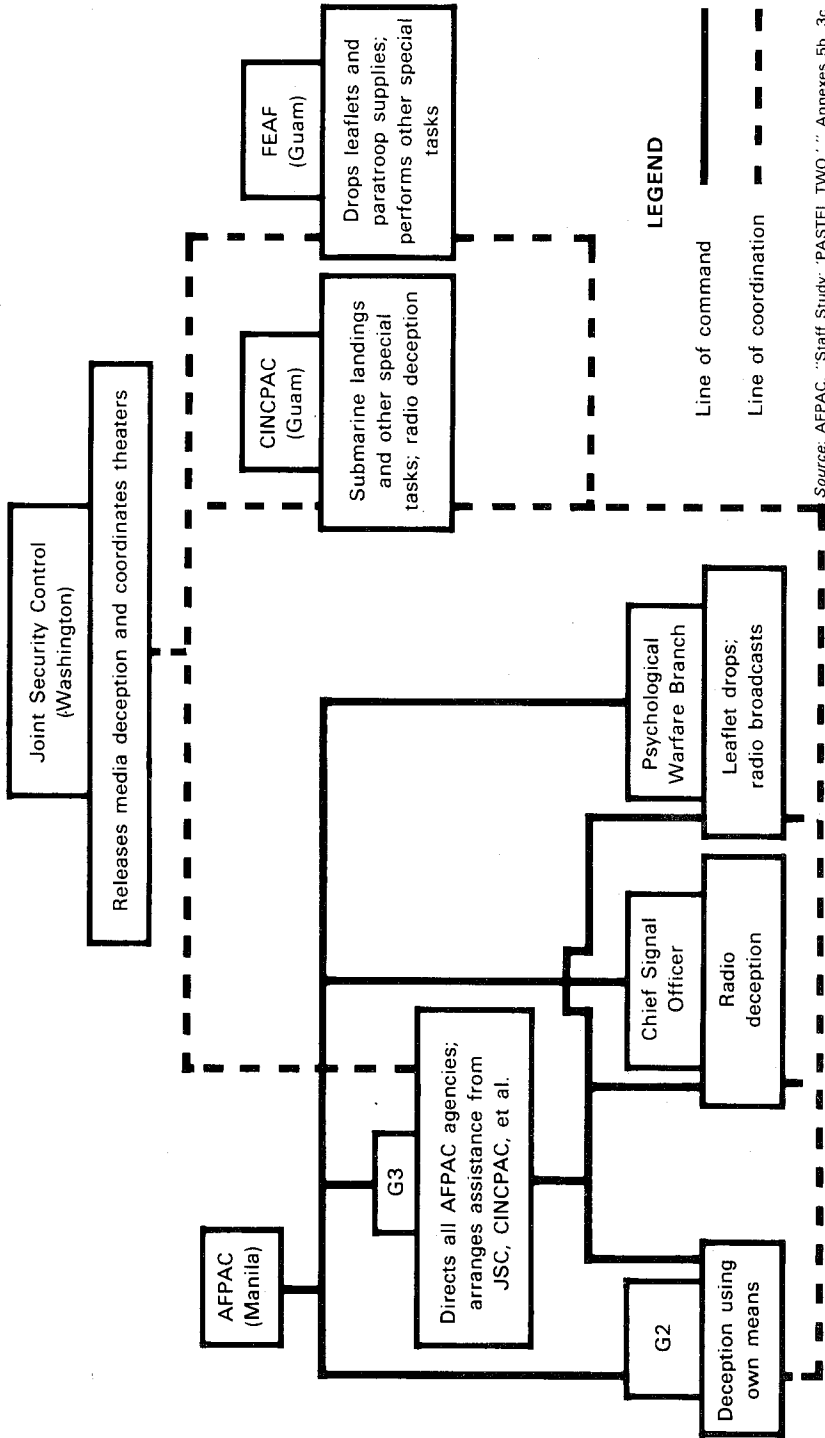 Joint Security Control
(Washington)
Releases media deception and coordinates theaters
AFPAC
(Manila)
G3
Directs all AFPAC agencies;
arranges assistance from
JSC, CINCPAC, et al.
CINCPAC
(Guam)
Submarine landings
and other special
tasks; radio deception
FEAF
(Guam)
Drops leaflets and
paratroop supplies;
performs other special
tasks
G2
Deception using
own means
Chief Signal
Officer
Radio
deception
Psychological
Warfare Branch
Leaflet drops;
radio broadcasts
LEGEND
Line of command
Line of coordination
Source: AFPAC, "Staff Study: 'PASTEL TWO,'" Annexes 5b, 3c